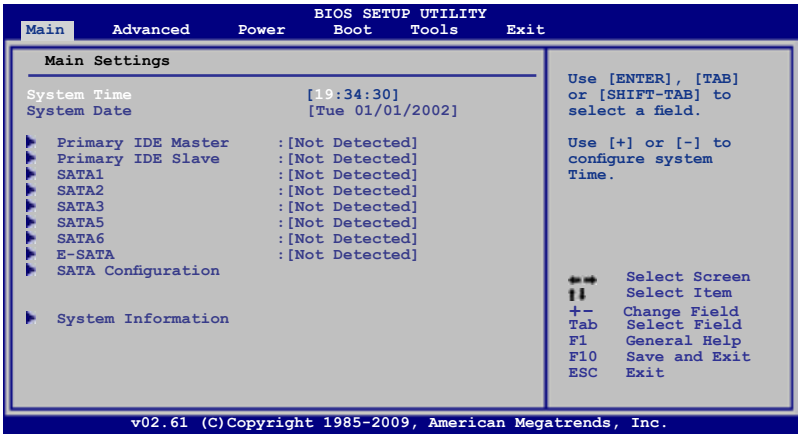 BIOS SETUP UTILITY
Main Advanced Power Boot Tools Exit
Main Settings
System Time [19:34:30]
System Date [Tue 01/01/2002]
Primary IDE Master :[Not Detected]
Primary IDE Slave :[Not Detected]
SATA1 :[Not Detected]
SATA2 :[Not Detected]
SATA3 :[Not Detected]
SATA5 :[Not Detected]
SATA6 :[Not Detected]
E-SATA :[Not Detected]
SATA Configuration
System Information
Use [ENTER], [TAB]
or [SHIFT-TAB] to
select a field.
Use [+] or [-] to
configure system
Time.
←→ Select Screen
↑↓ Select Item
+- Change Field
Tab Select Field
F1 General Help
F10 Save and Exit
ESC Exit
v02.61 (C)Copyright 1985-2009, American Megatrends, Inc.